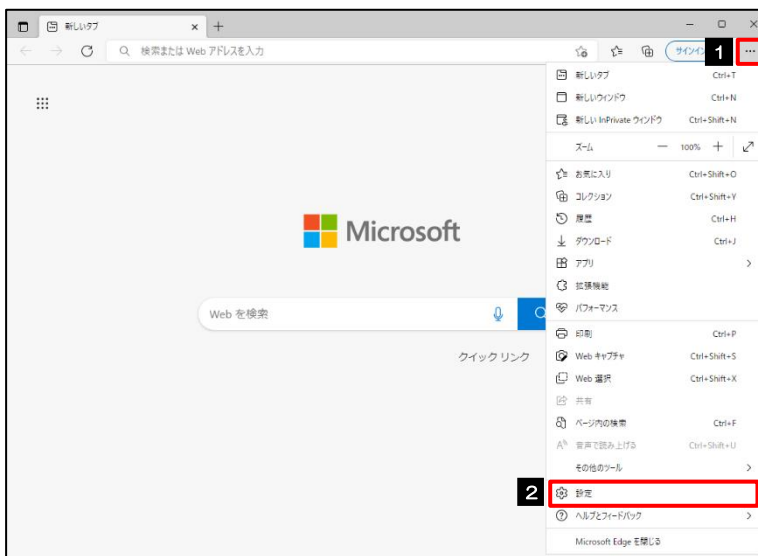 新しいタブ
検索または Web アドレスを入力
1
新しいタブ Ctrl+T
新しいウィンドウ Ctrl+N
新しい InPrivate ウィンドウ Ctrl+Shift+N
ズーム 100%
お気に入り Ctrl+Shift+O
コレクション Ctrl+Shift+Y
履歴 Ctrl+H
ダウンロード Ctrl+J
アプリ
拡張機能
パフォーマンス
印刷 Ctrl+P
Web キャプチャ Ctrl+Shift+S
Web 選択 Ctrl+Shift+X
共有
ページ内の検索 Ctrl+F
音声で読み上げる Ctrl+Shift+U
その他のツール
2 設定
ヘルプとフィードバック
Microsoft Edge を閉じる
Microsoft
Web を検索
クイック リンク